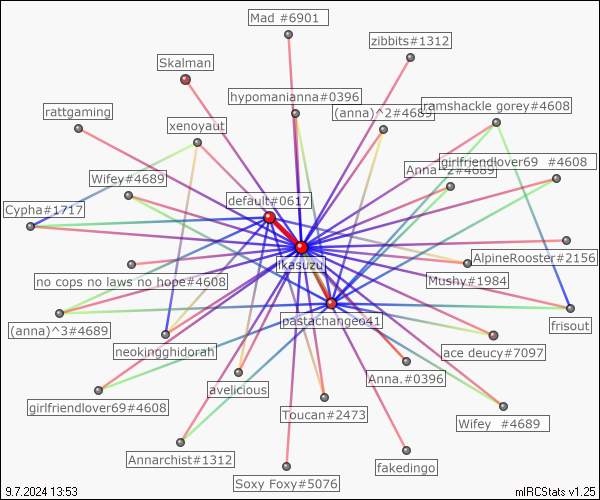 Mad #6901
zibbits#1312
Skalman
hypomanianna#0396
(anna)^2#4689
ramshackle gorey#4608
rattgaming
xenoyaut
girlfriendlover69 #4608
Anna^2#4689
Wifey#4689
default#0617
Cypha#1717
ikasuzu
AlpineRooster#2156
no cops no laws no hope#4608
Mushy#1984
pastachangeo41
frisout
(anna)^3#4689
neokingghidorah
ace deucy#7097
avelicious
Anna.#0396
girlfriendlover69#4608
Toucan#2473
Wifey #4689
Annarchist#1312
fakedingo
Soxy Foxy#5076
9.7.2024 13:53
mIRCStats v1.25